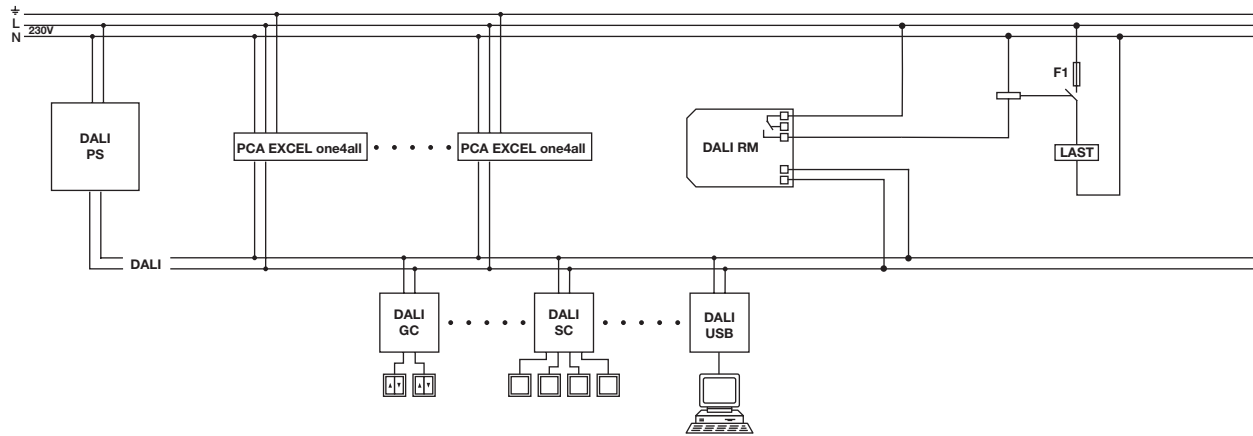 ⏚
L
N
230V
F1
DALI
PS
PCA EXCEL one4all
PCA EXCEL one4all
DALI RM
LAST
DALI
DALI
GC
DALI
SC
DALI
USB